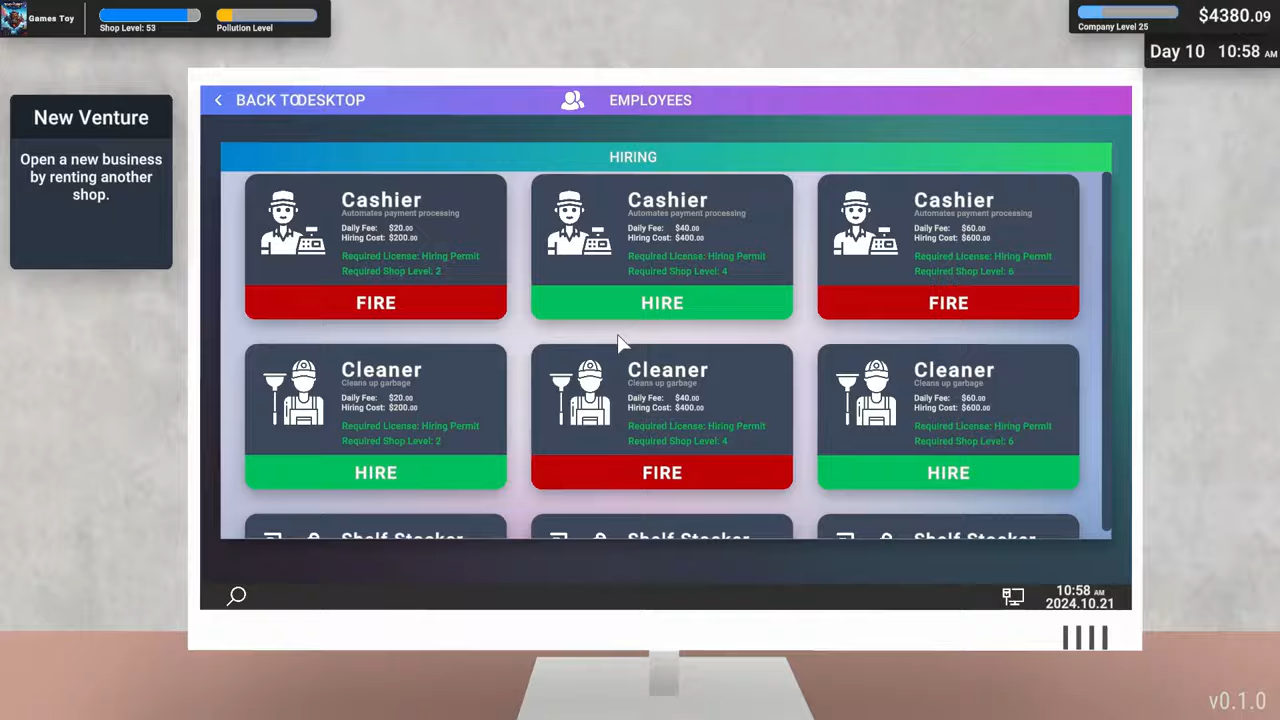 Games Toy
Shop Level: 53
Pollution Level
Company Level 25
$4380.09
Day 10 10:58 AM
New Venture
Open a new business
by renting another
shop.
BACK TO DESKTOP
EMPLOYEES
HIRING
Cashier
Automates payment processing
Daily Fee: $20.00
Hiring Cost: $200.00
Required License: Hiring Permit
Required Shop Level: 2
FIRE
Cashier
Automates payment processing
Daily Fee: $40.00
Hiring Cost: $400.00
Required License: Hiring Permit
Required Shop Level: 4
HIRE
Cashier
Automates payment processing
Daily Fee: $60.00
Hiring Cost: $600.00
Required License: Hiring Permit
Required Shop Level: 6
FIRE
Cleaner
Cleans up garbage
Daily Fee: $20.00
Hiring Cost: $200.00
Required License: Hiring Permit
Required Shop Level: 2
HIRE
Cleaner
Cleans up garbage
Daily Fee: $40.00
Hiring Cost: $400.00
Required License: Hiring Permit
Required Shop Level: 4
FIRE
Cleaner
Cleans up garbage
Daily Fee: $60.00
Hiring Cost: $600.00
Required License: Hiring Permit
Required Shop Level: 6
HIRE
Shelf Stocker
Shelf Stocker
Shelf Stocker
10:58 AM
2024.10.21
v0.1.0